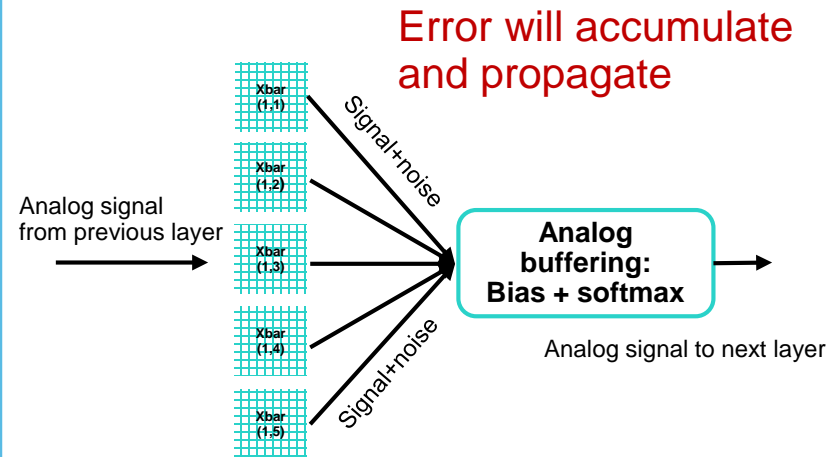 Error will accumulate
and propagate
Xbar
(1,1)
Signal+noise
Xbar
(1,2)
Analog signal
from previous layer
Xbar
(1,3)
Analog
buffering:
Bias + softmax
Xbar
(1,4)
Signal+noise
Analog signal to next layer
Xbar
(1,5)